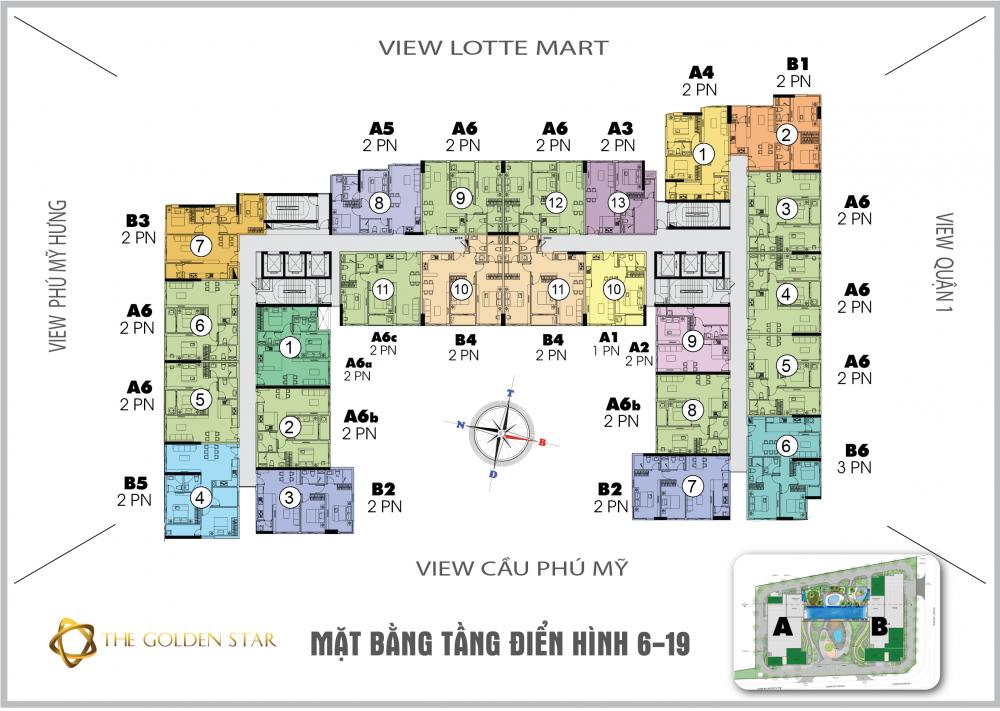 VIEW LOTTE MART
B1
2 PN
A4
2 PN
A5
2 PN
A6
2 PN
A6
2 PN
A3
2 PN
1
2
VIEW PHÚ MỸ HƯNG
B3
2 PN
7
8
9
12
13
3
A6
2 PN
VIEW QUẬN 1
A6
2 PN
6
11
10
11
10
4
A6
2 PN
1
A6c
2 PN
B4
2 PN
B4
2 PN
A1
1 PN
A2
2 PN
9
A6a
2 PN
5
A6
2 PN
A6
2 PN
5
2
A6b
2 PN
T
N
B
D
A6b
2 PN
8
6
B6
3 PN
B5
2 PN
4
3
B2
2 PN
B2
2 PN
7
VIEW CẦU PHÚ MỸ
A
B
THE GOLDEN STAR
MẶT BẰNG TẦNG ĐIỂN HÌNH 6-19